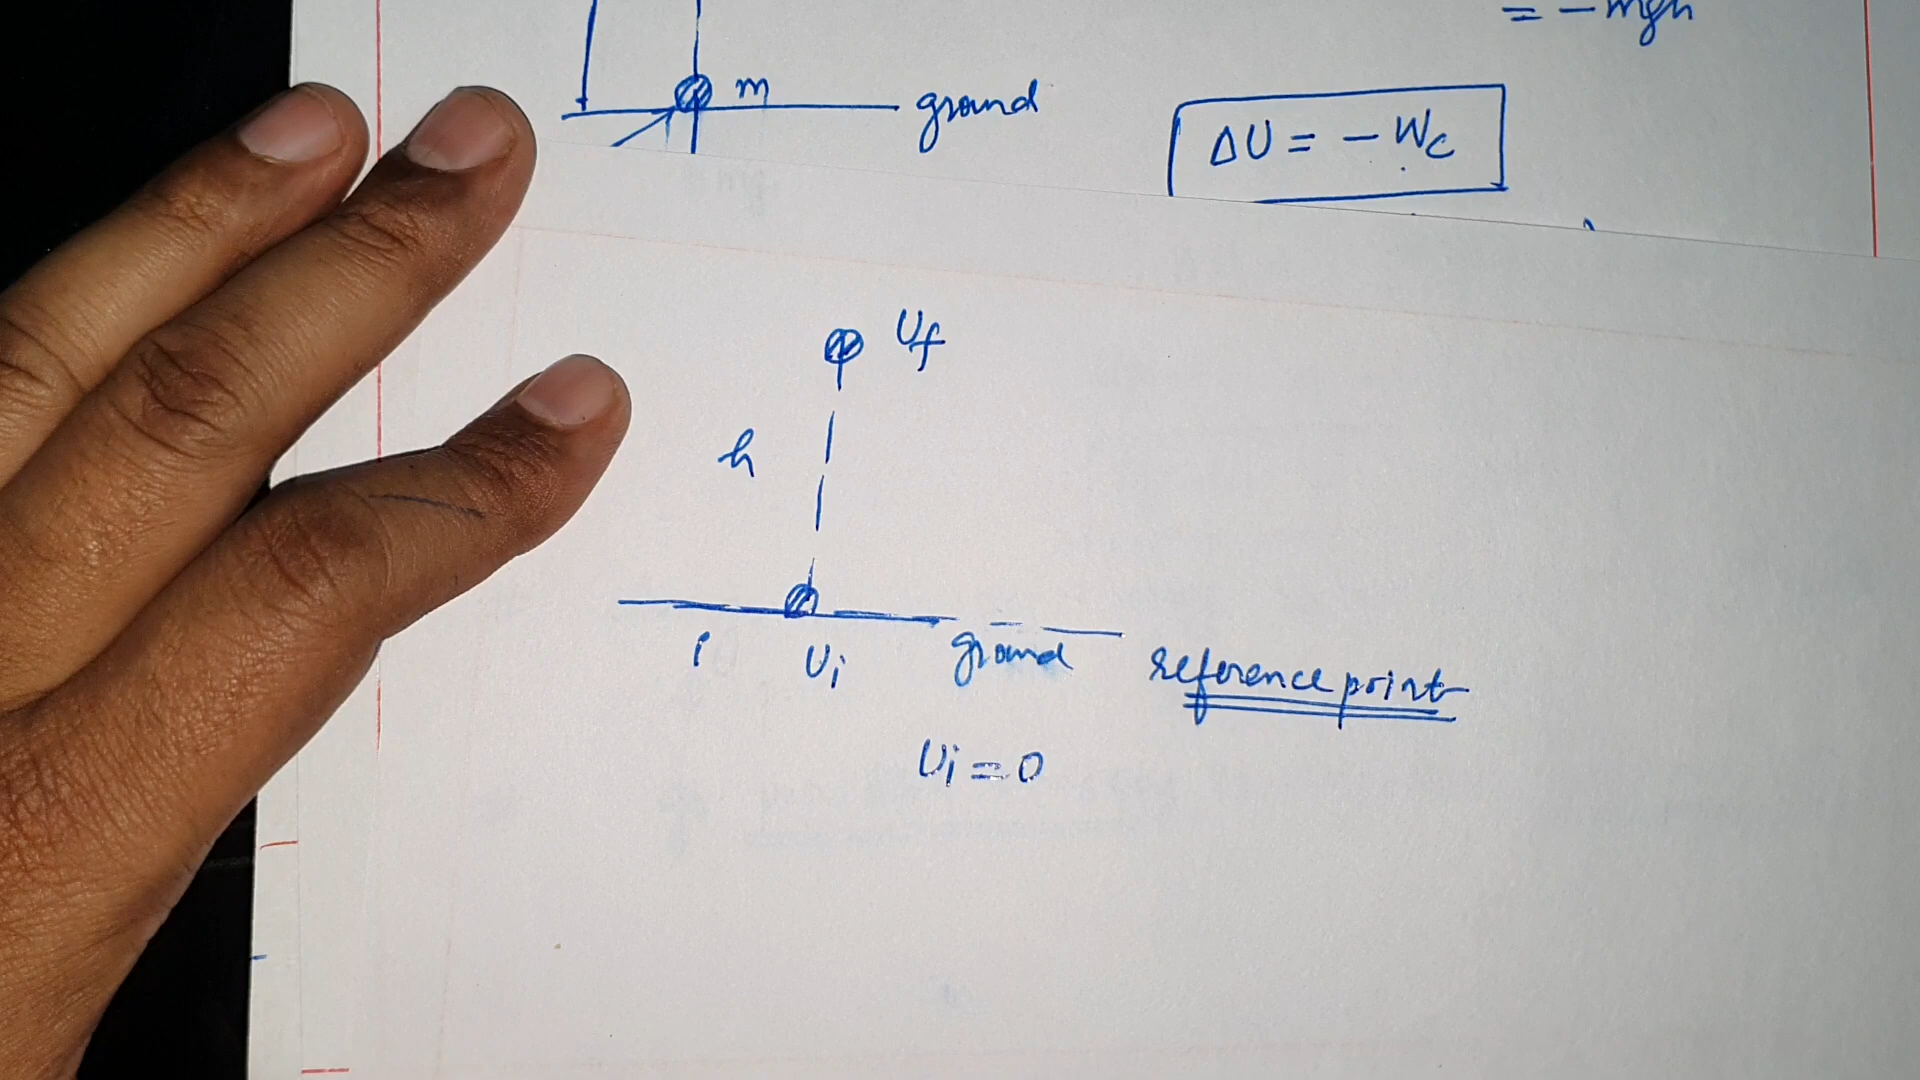 = - mgh
m ground
ΔU = - Wc
Uf
h
i Ui ground reference point
Ui = 0